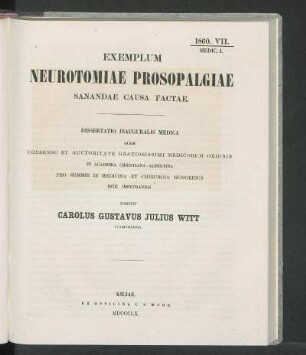 1860. VII.
MEDIC. 1.
EXEMPLUM
NEUROTOMIAE PROSOPALGIAE
SANANDAE CAUSA FACTAE.
DISSERTATIO INAUGURALIS MEDICA
QUAM
CONSENSU ET AUCTORITATE GRATIOSISSIMI MEDICORUM ORDINIS
IN ACADEMIA CHRISTIANA-ALBERTINA
PRO SUMMIS IN MEDICINA ET CHIRURGIA HONORIBUS
RITE IMPETRANDIS
SCRIPSIT
CAROLUS GUSTAVUS JULIUS WITT
KILIAE.
EX OFFICINA C. F. MOHR.
MDCCCLX.